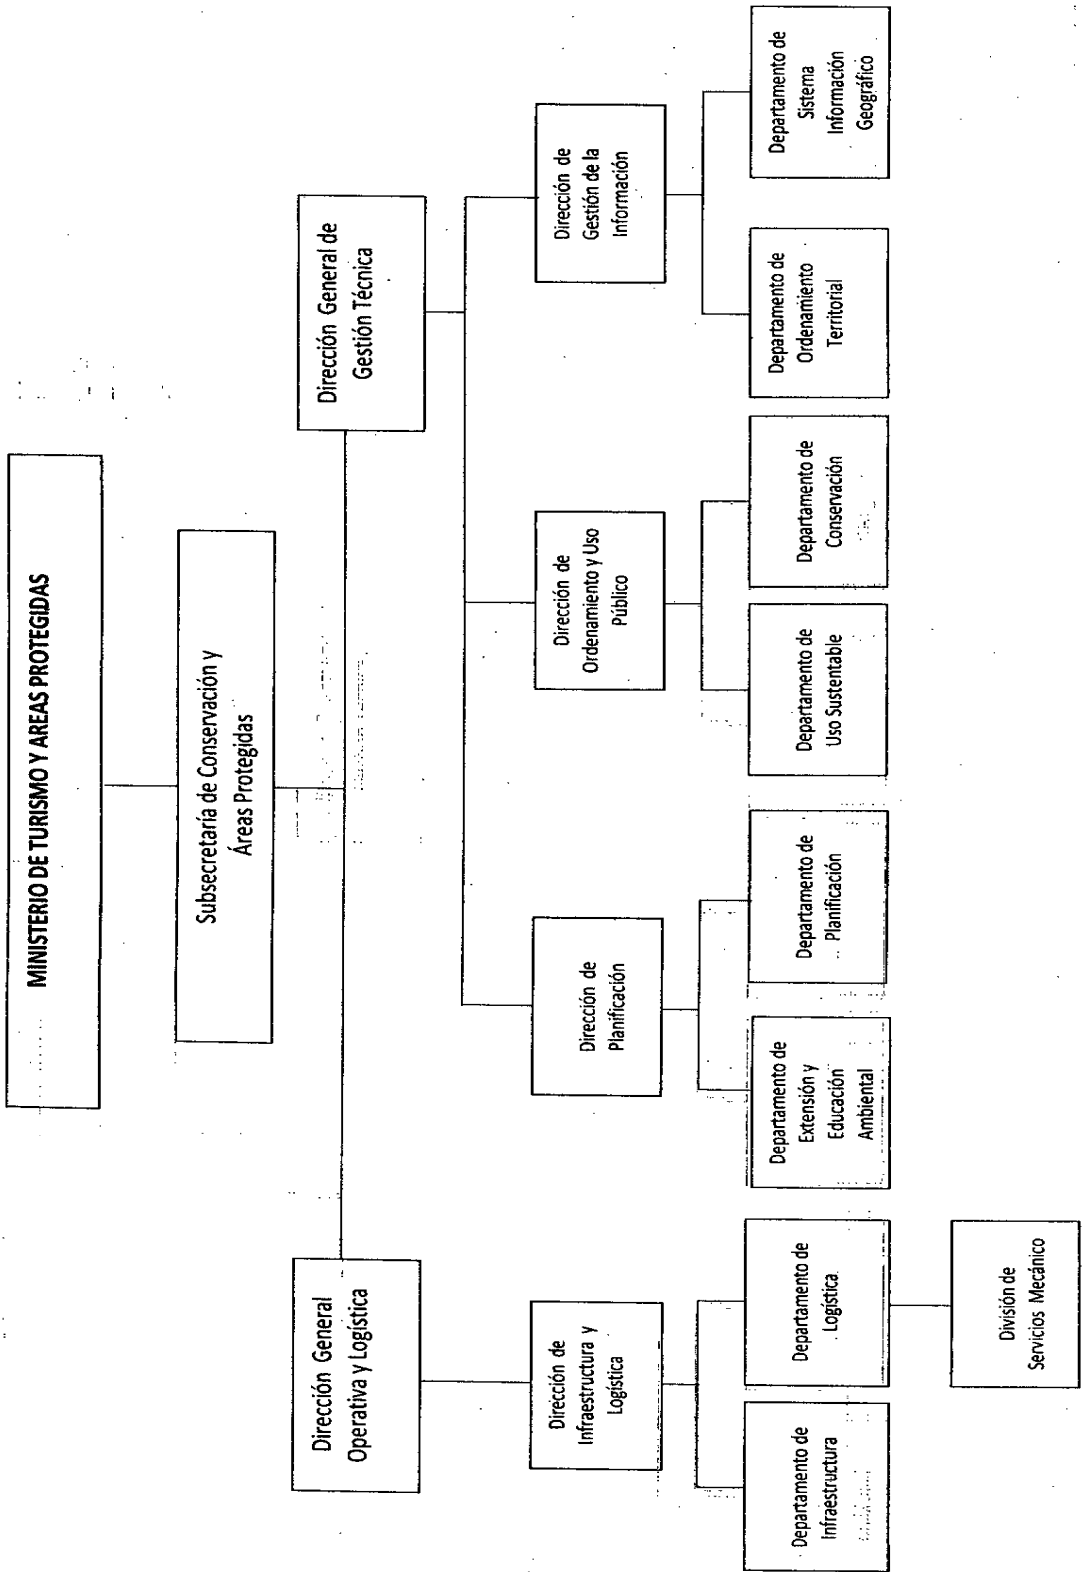 MINISTERIO DE TURISMO Y AREAS PROTEGIDAS
Subsecretaría de Conservación y
Áreas Protegidas
Dirección General
Operativa y Logística
Dirección General de
Gestión Técnica
Dirección de
Infraestructura y
Logística
Dirección de
Planificación
Dirección de
Ordenamiento y Uso
Público
Dirección de
Gestión de la
Información
Departamento de
Infraestructura
Departamento de
Logística
Departamento de
Extensión y
Educación
Ambiental
Departamento de
Planificación
Departamento de
Uso Sustentable
Departamento de
Conservación
Departamento de
Ordenamiento
Territorial
Departamento de
Sistema
Información
Geográfico
División de
Servicios Mecánico